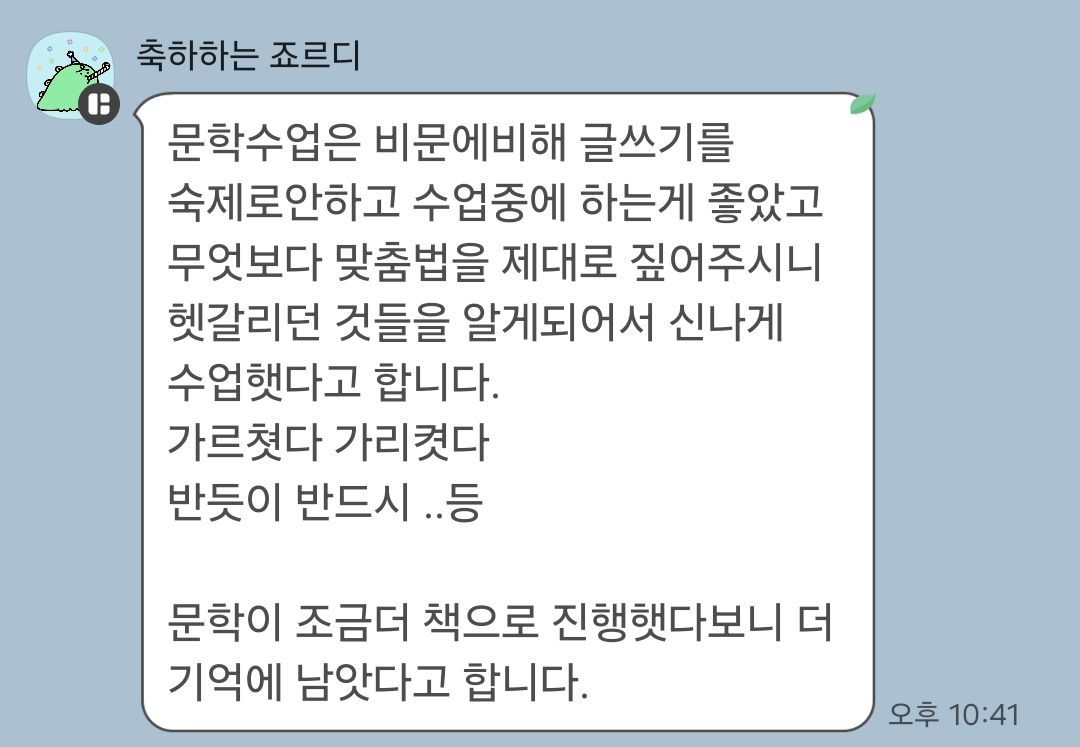 축하하는 죠르디
문학수업은 비문에비해 글쓰기를
숙제로안하고 수업중에 하는게 좋았고
무엇보다 맞춤법을 제대로 짚어주시니
헷갈리던 것들을 알게되어서 신나게
수업햇다고 합니다.
가르쳣다 가리켯다
반듯이 반드시 ..등
문학이 조금더 책으로 진행햇다보니 더
기억에 남앗다고 합니다.
오후 10:41